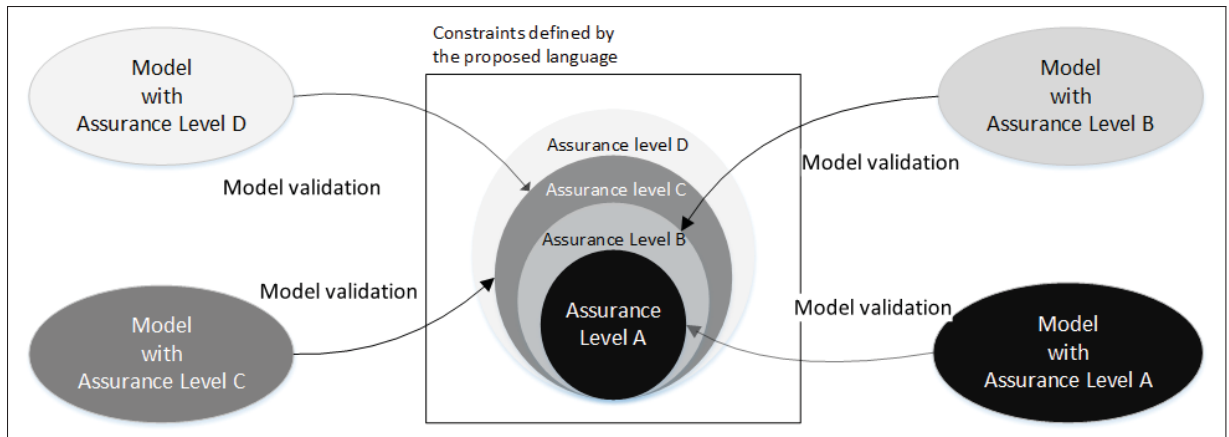 Model
with
Assurance Level D
Constraints defined by
the proposed language
Model
with
Assurance Level B
Assurance level D
Model validation
Model validation
Assurance level C
Assurance Level B
Model validation
Model validation
Assurance
Level A
Model
with
Assurance Level C
Model
with
Assurance Level A